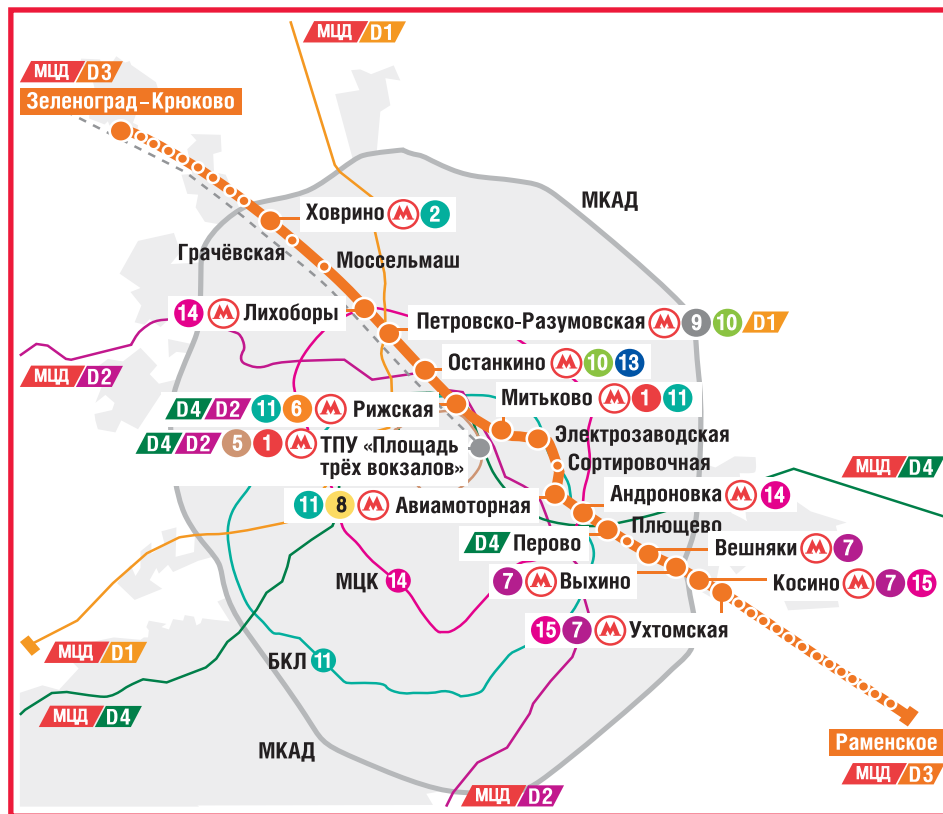 МЦД D1
МЦД D3
Зеленоград–Крюково
МКАД
Ховрино М 2
Грачёвская
Моссельмаш
14 М Лихоборы
Петровско-Разумовская М 9 10 D1
Останкино М 10 13
МЦД D2
Митьково М 1 11
D4 D2 11 6 М Рижская
Электрозаводская
D4 D2 5 1 М ТПУ «Площадь
трёх вокзалов»
Сортировочная
МЦД D4
Андроновка М 14
11 8 М Авиамоторная
Плющево
D4 Перово
Вешняки М 7
7 М Выхино
Косино М 7 15
МЦК 14
15 7 М Ухтомская
МЦД D1
БКЛ 11
МЦД D4
МКАД
Раменское
МЦД D3
МЦД D2